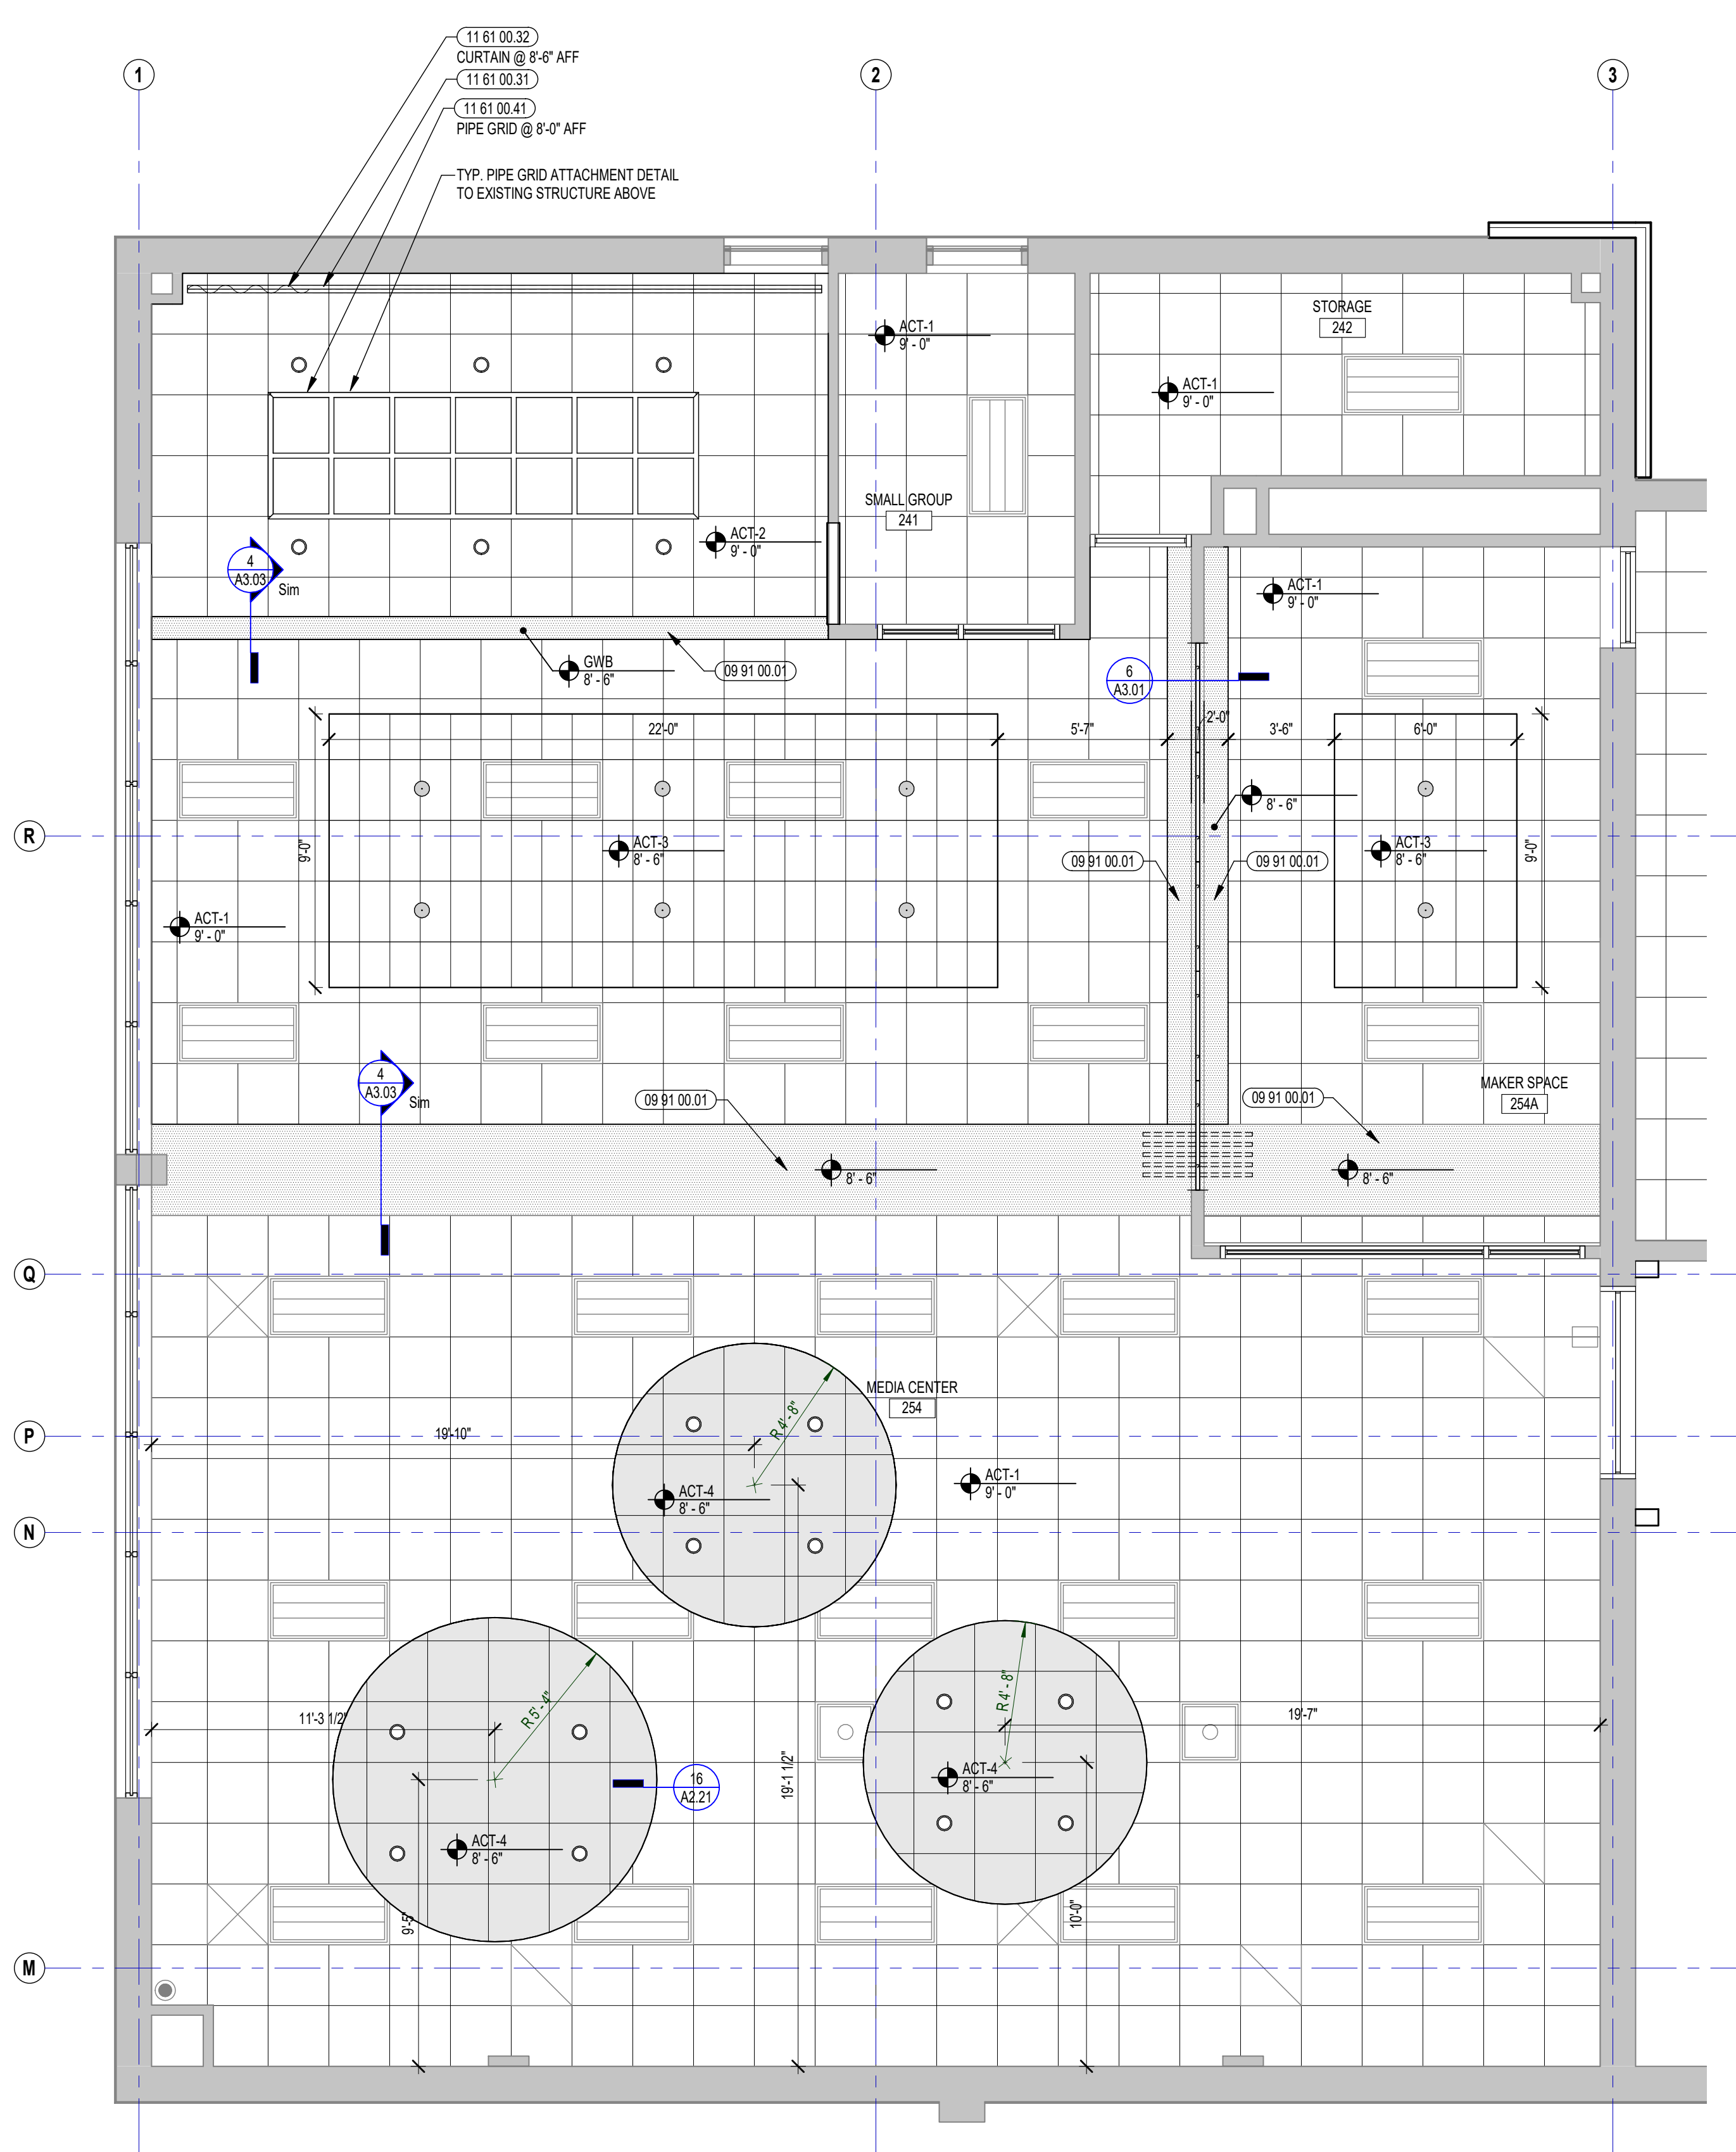 11 61 00.32
CURTAIN @ 8'-6" AFF
11 61 00.31
11 61 00.41
PIPE GRID @ 8'-0" AFF
TYP. PIPE GRID ATTACHMENT DETAIL
TO EXISTING STRUCTURE ABOVE
1
2
3
STORAGE
242
ACT-1
9' - 0"
ACT-1
9' - 0"
SMALL GROUP
241
ACT-2
9' - 0"
4
A3.03
Sim
ACT-1
9' - 0"
GWB
8' - 6"
09 91 00.01
6
A3.01
22'-0"
5'-7"
2'-0"
3'-6"
6'-0"
8' - 6"
R
9'-0"
ACT-3
8' - 6"
09 91 00.01
09 91 00.01
ACT-3
8' - 6"
9'-0"
ACT-1
9' - 0"
4
A3.03
Sim
09 91 00.01
09 91 00.01
MAKER SPACE
254A
8' - 6"
8' - 6"
Q
MEDIA CENTER
254
R 4' - 8"
P
19'-10"
ACT-4
8' - 6"
ACT-1
9' - 0"
N
R 5' - 4"
R 4' - 8"
11'-3 1/2"
19'-7"
19'-1 1/2"
16
A2.21
ACT-4
8' - 6"
ACT-4
8' - 6"
9'-5"
10'-0"
M